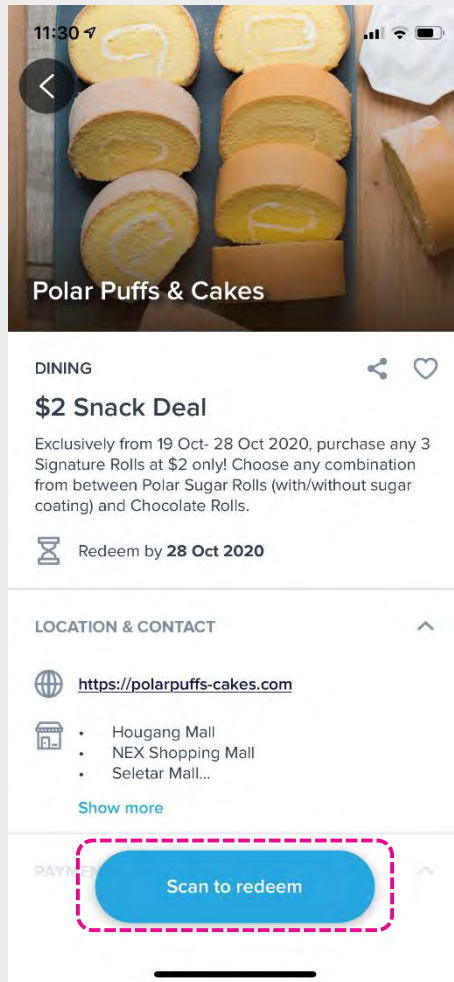 11:30
Polar Puffs & Cakes
DINING
$2 Snack Deal
Exclusively from 19 Oct- 28 Oct 2020, purchase any 3
Signature Rolls at $2 only! Choose any combination
from between Polar Sugar Rolls (with/without sugar
coating) and Chocolate Rolls.
Redeem by 28 Oct 2020
LOCATION & CONTACT
https://polarpuffs-cakes.com
• Hougang Mall
• NEX Shopping Mall
• Seletar Mall...
Show more
PAYMEN
Scan to redeem